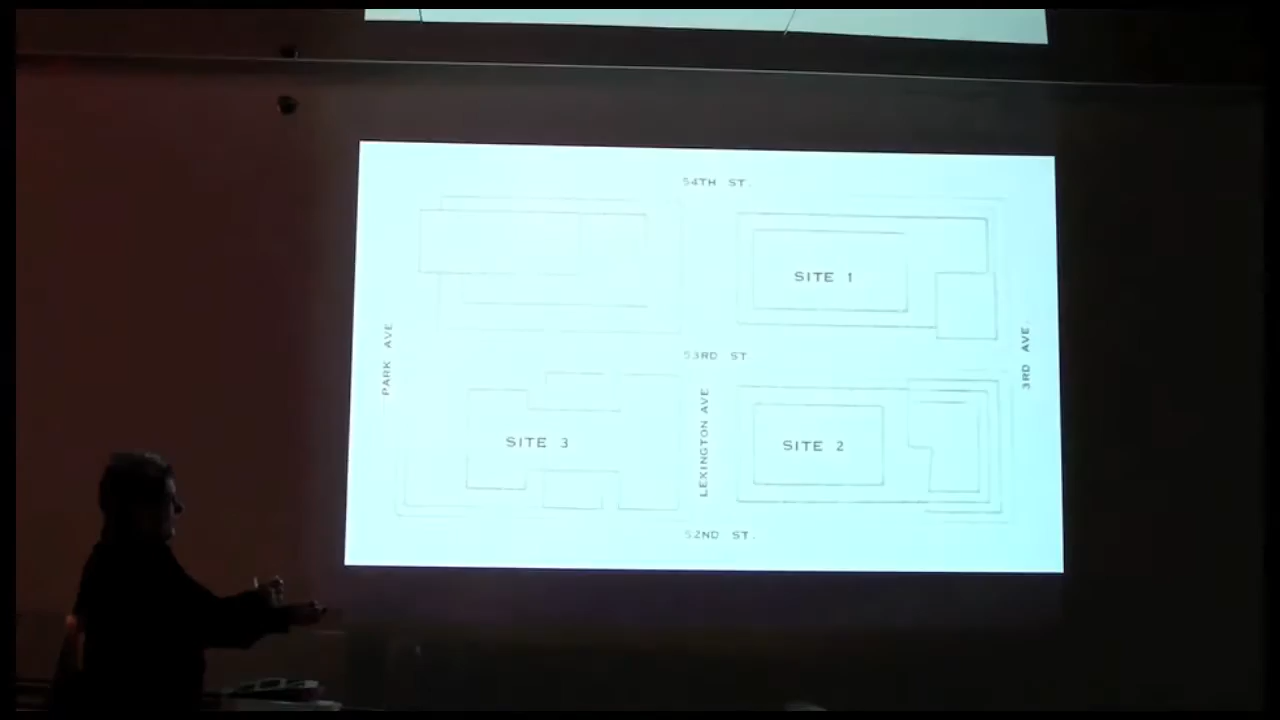 54TH ST.
SITE 1
PARK AVE
53RD ST
3RD AVE.
LEXINGTON AVE
SITE 3
SITE 2
52ND ST.